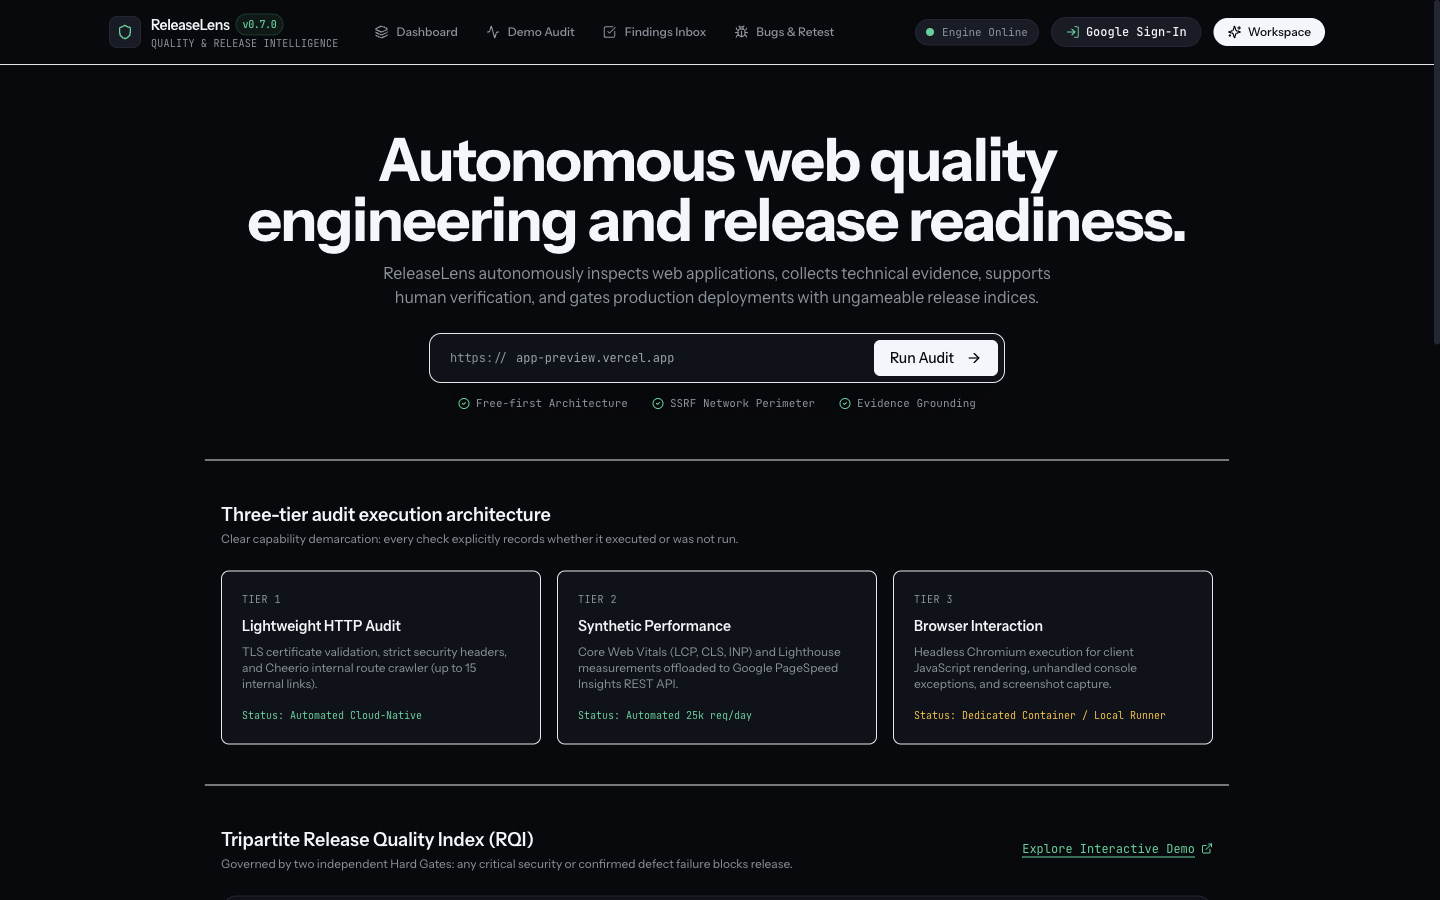 ReleaseLens v0.7.0
QUALITY & RELEASE INTELLIGENCE
Dashboard
Demo Audit
Findings Inbox
Bugs & Retest
Engine Online
Google Sign-In
Workspace
Autonomous web quality
engineering and release readiness.
ReleaseLens autonomously inspects web applications, collects technical evidence, supports
human verification, and gates production deployments with ungameable release indices.
https:// app-preview.vercel.app
Run Audit
Free-first Architecture
SSRF Network Perimeter
Evidence Grounding
Three-tier audit execution architecture
Clear capability demarcation: every check explicitly records whether it executed or was not run.
TIER 1
Lightweight HTTP Audit
TLS certificate validation, strict security headers,
and Cheerio internal route crawler (up to 15
internal links).
Status: Automated Cloud-Native
TIER 2
Synthetic Performance
Core Web Vitals (LCP, CLS, INP) and Lighthouse
measurements offloaded to Google PageSpeed
Insights REST API.
Status: Automated 25k req/day
TIER 3
Browser Interaction
Headless Chromium execution for client
JavaScript rendering, unhandled console
exceptions, and screenshot capture.
Status: Dedicated Container / Local Runner
Tripartite Release Quality Index (RQI)
Governed by two independent Hard Gates: any critical security or confirmed defect failure blocks release.
Explore Interactive Demo